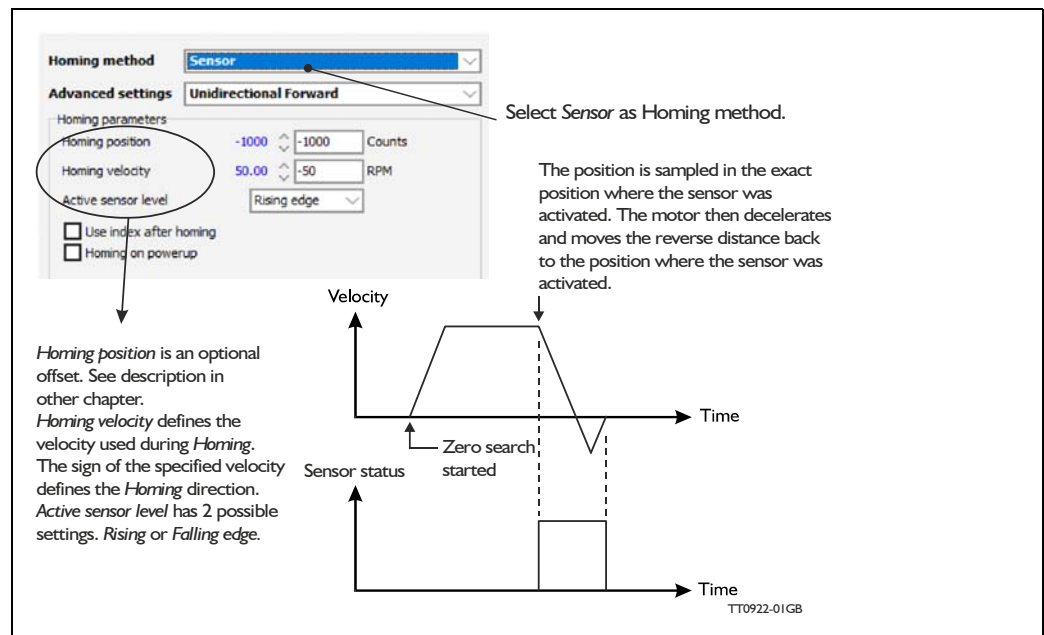 Homing method Sensor
Advanced settings Unidirectional Forward
Homing parameters
Homing position -1000 -1000 Counts
Homing velocity 50.00 -50 RPM
Active sensor level Rising edge
Use index after homing
Homing on powerup
Select Sensor as Homing method.
The position is sampled in the exact
position where the sensor was
activated. The motor then decelerates
and moves the reverse distance back
to the position where the sensor was
activated.
Homing position is an optional
offset. See description in
other chapter.
Homing velocity defines the
velocity used during Homing.
The sign of the specified velocity
defines the Homing direction.
Active sensor level has 2 possible
settings. Rising or Falling edge.
Velocity
Time
Zero search
started
Sensor status
Time
TT0922-01GB